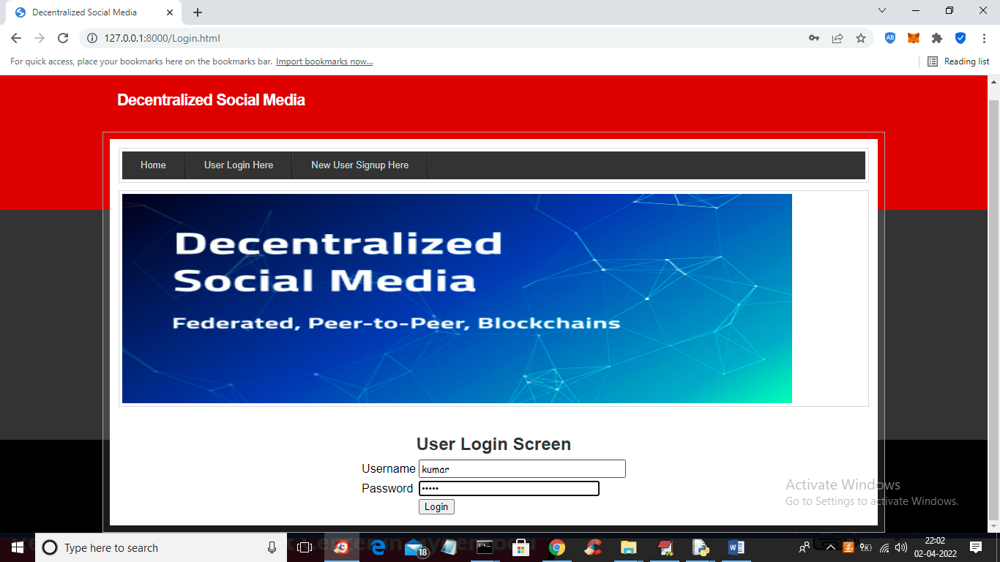 Decentralized Social Media
127.0.0.1:8000/Login.html
For quick access, place your bookmarks here on the bookmarks bar. Import bookmarks now...
Reading list
Decentralized Social Media
Home
User Login Here
New User Signup Here
Decentralized
Social Media
Federated, Peer-to-Peer, Blockchains
User Login Screen
Username kumar
Password •••••
Login
Activate Windows
Go to Settings to activate Windows.
Type here to search
18
22:02
02-04-2022